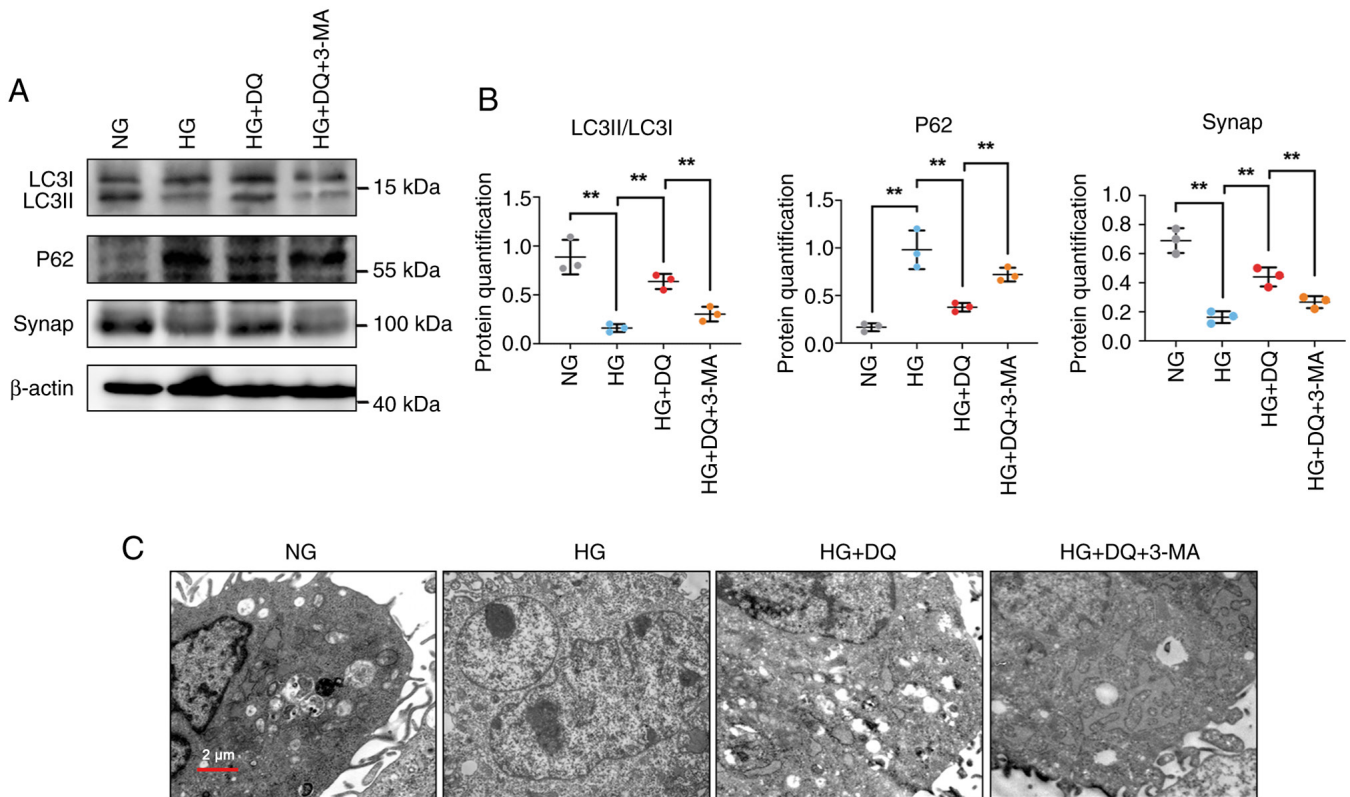 A
NG
HG
HG+DQ
HG+DQ+3-MA
LC3I
LC3II
15 kDa
P62
55 kDa
Synap
100 kDa
β-actin
40 kDa
B
LC3II/LC3I
Protein quantification
1.5
1.0
0.5
0.0
**
**
**
NG
HG
HG+DQ
HG+DQ+3-MA
P62
Protein quantification
1.5
1.0
0.5
0.0
**
**
**
NG
HG
HG+DQ
HG+DQ+3-MA
Synap
Protein quantification
1.0
0.8
0.6
0.4
0.2
0.0
**
**
**
NG
HG
HG+DQ
HG+DQ+3-MA
C
NG
HG
HG+DQ
HG+DQ+3-MA
2 µm